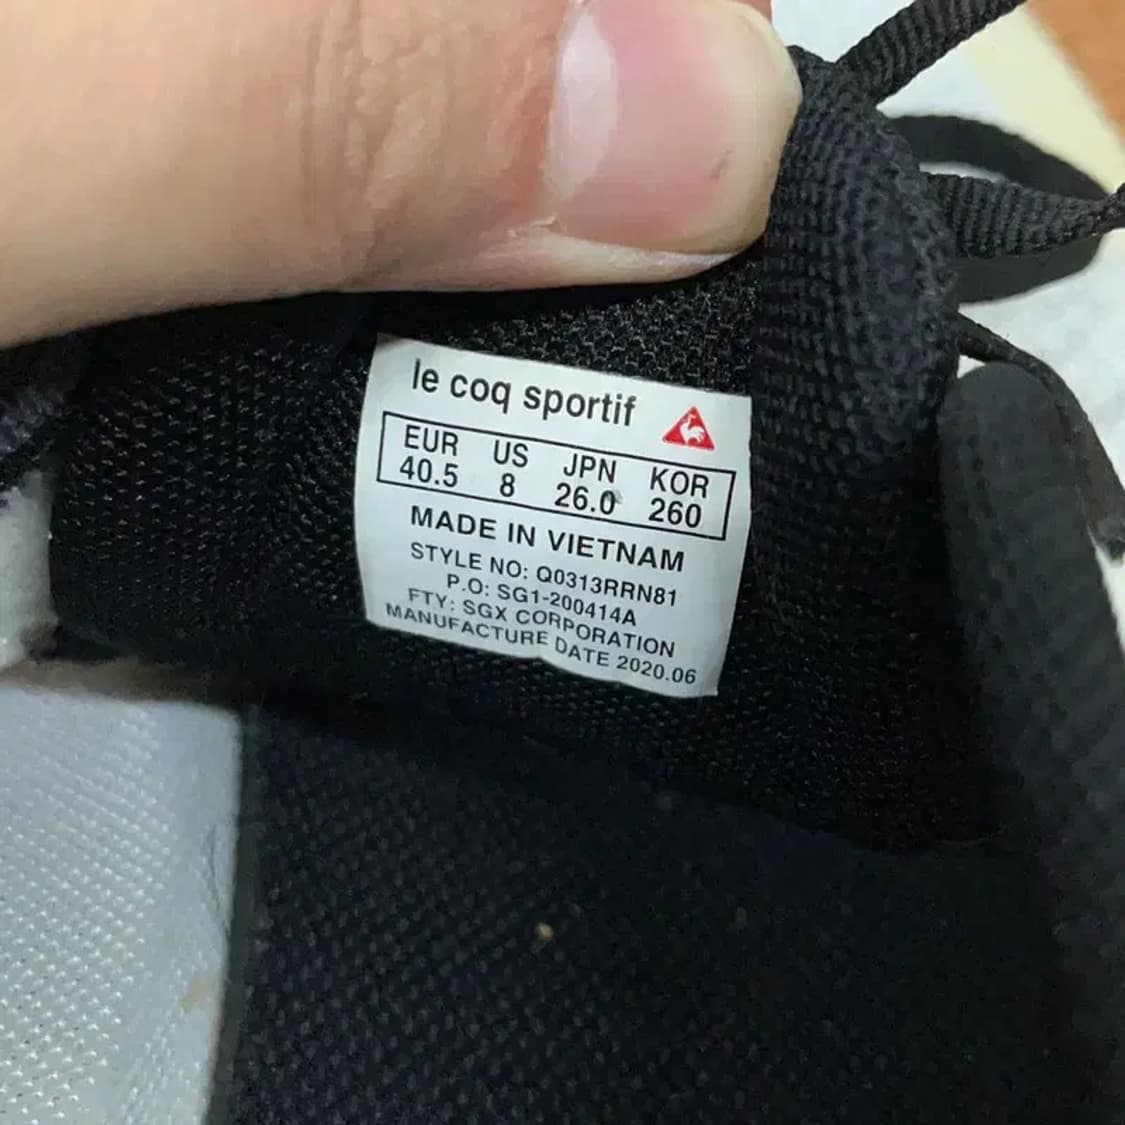 le coq sportif
EUR US JPN KOR
40.5 8 26.0 260
MADE IN VIETNAM
STYLE NO: Q0313RRN81
P.O: SG1-200414A
FTY: SGX CORPORATION
MANUFACTURE DATE 2020.06